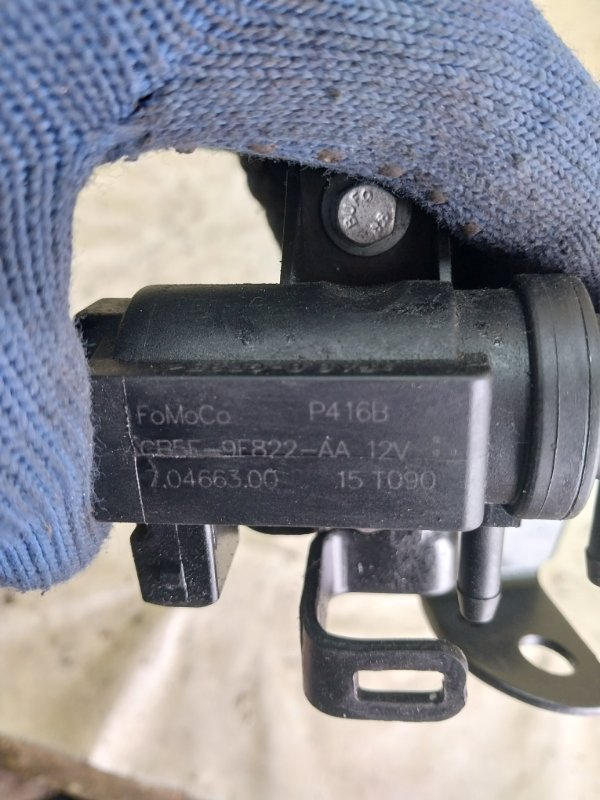 FoMoCo P416B
CB5E-9F822-AA 12V
7.04663.00 15 T090